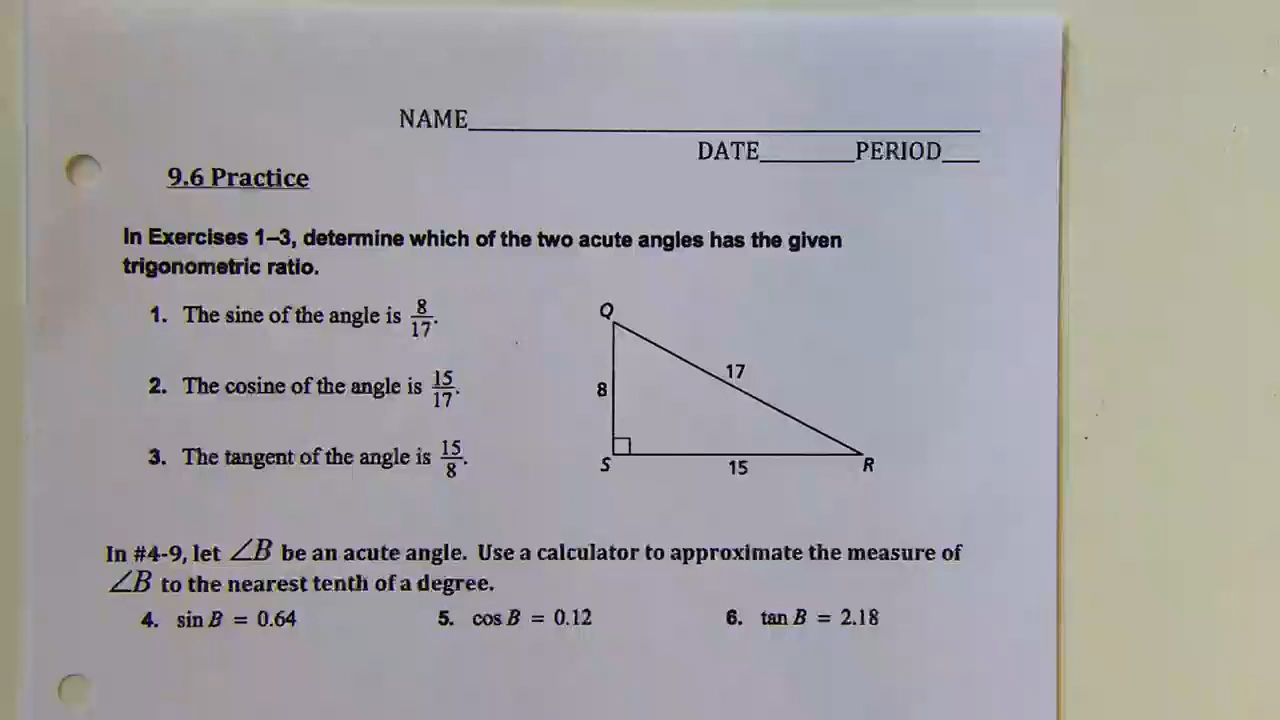 NAME
DATE PERIOD
9.6 Practice
In Exercises 1–3, determine which of the two acute angles has the given
trigonometric ratio.
1. The sine of the angle is 8/17.
2. The cosine of the angle is 15/17.
3. The tangent of the angle is 15/8.
Q
17
8
S
15
R
In #4-9, let ∠B be an acute angle. Use a calculator to approximate the measure of
∠B to the nearest tenth of a degree.
4. sin B = 0.64 5. cos B = 0.12 6. tan B = 2.18